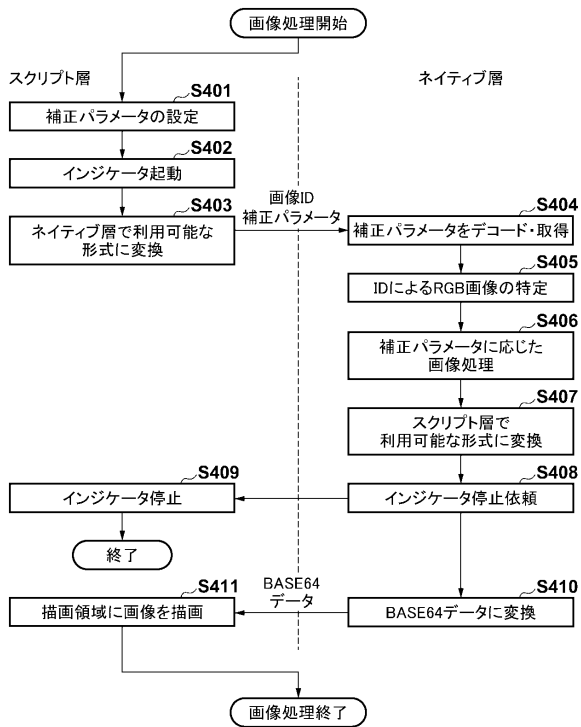 画像処理開始
スクリプト層
ネイティブ層
S401
補正パラメータの設定
S402
インジケータ起動
S403
ネイティブ層で利用可能な
形式に変換
画像ID
補正パラメータ
S404
補正パラメータをデコード・取得
S405
IDによるRGB画像の特定
S406
補正パラメータに応じた
画像処理
S407
スクリプト層で
利用可能な形式に変換
S408
インジケータ停止依頼
S409
インジケータ停止
終了
S410
BASE64データに変換
BASE64
データ
S411
描画領域に画像を描画
画像処理終了